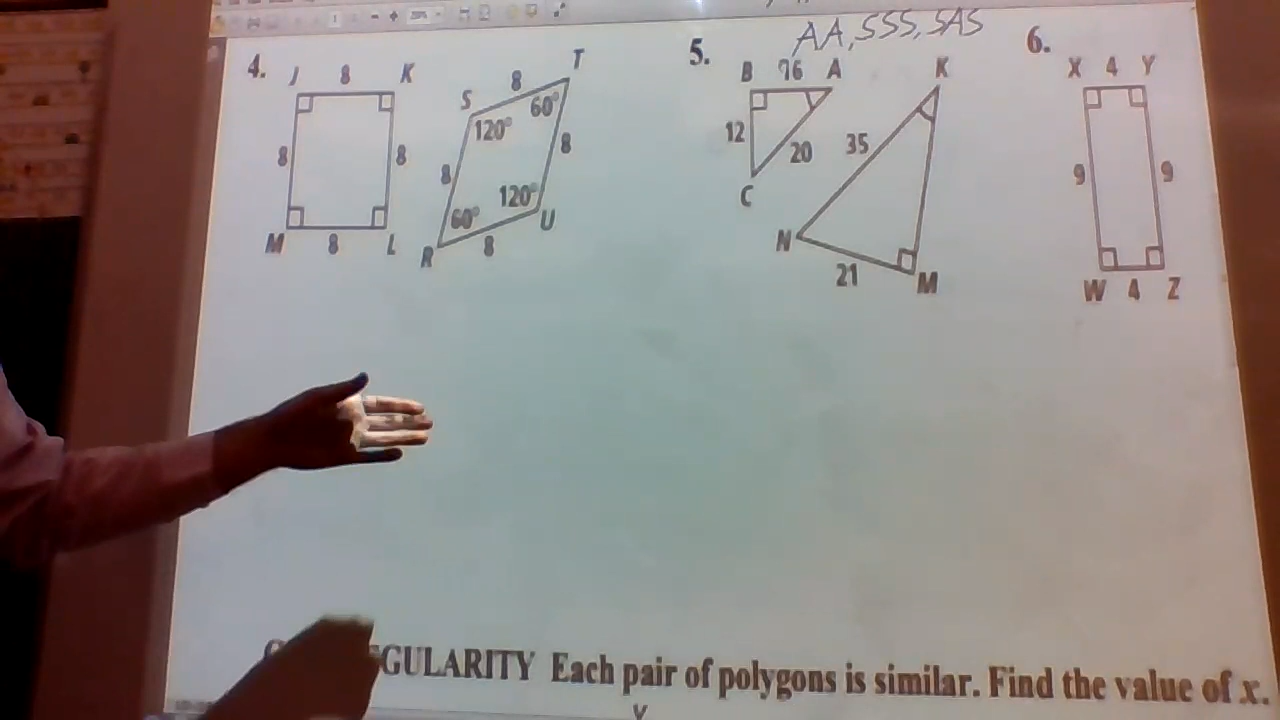 AA, SSS, SAS
4.
J 8 K
8 8
M 8 L
S 8 T
120° 60°
8 8
60° 120°
R 8 U
5.
B 16 A
12 20
C
K
35
N
21 M
6.
X 4 Y
9 9
W 4 Z
GULARITY Each pair of polygons is similar. Find the value of x.